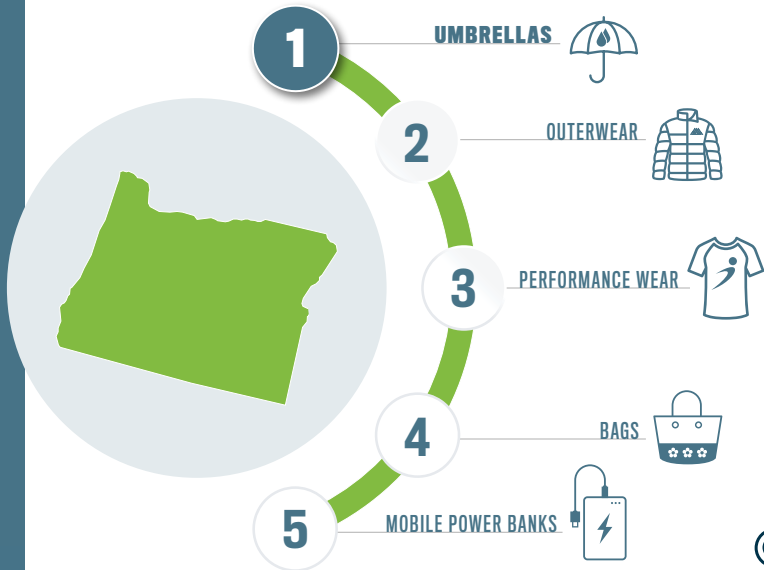 1 UMBRELLAS
2 OUTERWEAR
3 PERFORMANCE WEAR
4 BAGS
5 MOBILE POWER BANKS